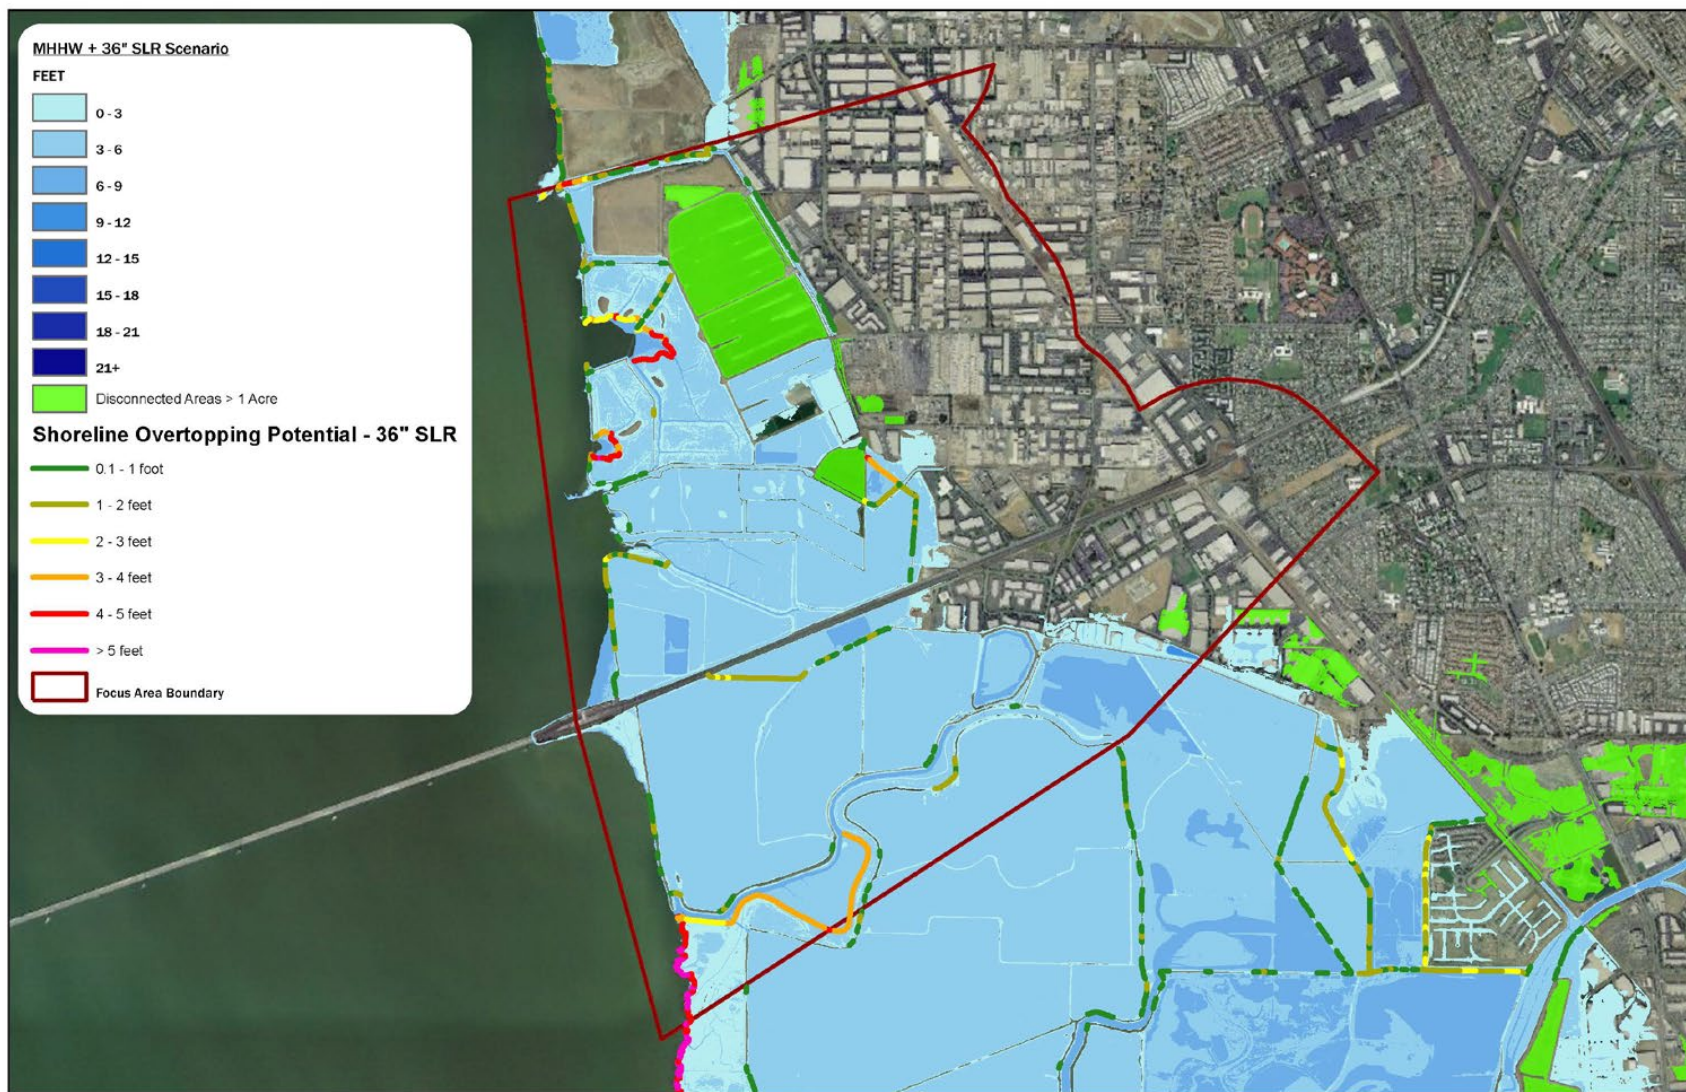 MHHW + 36" SLR Scenario
FEET
0 - 3
3 - 6
6 - 9
9 - 12
12 - 15
15 - 18
18 - 21
21+
Disconnected Areas > 1 Acre
Shoreline Overtopping Potential - 36" SLR
0.1 - 1 foot
1 - 2 feet
2 - 3 feet
3 - 4 feet
4 - 5 feet
> 5 feet
Focus Area Boundary